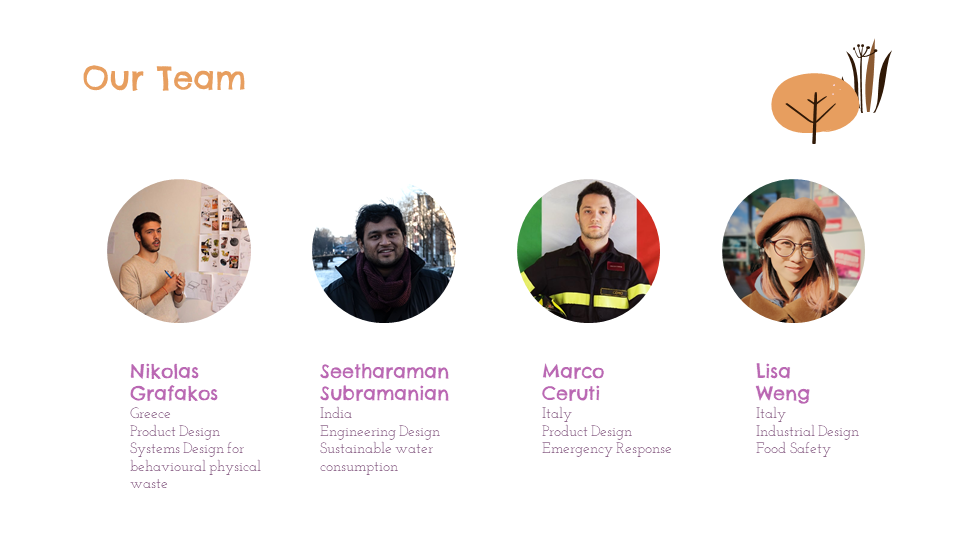 Our Team
Nikolas
Grafakos
Greece
Product Design
Systems Design for
behavioural physical
waste
Seetharaman
Subramanian
India
Engineering Design
Sustainable water
consumption
Marco
Ceruti
Italy
Product Design
Emergency Response
Lisa
Weng
Italy
Industrial Design
Food Safety